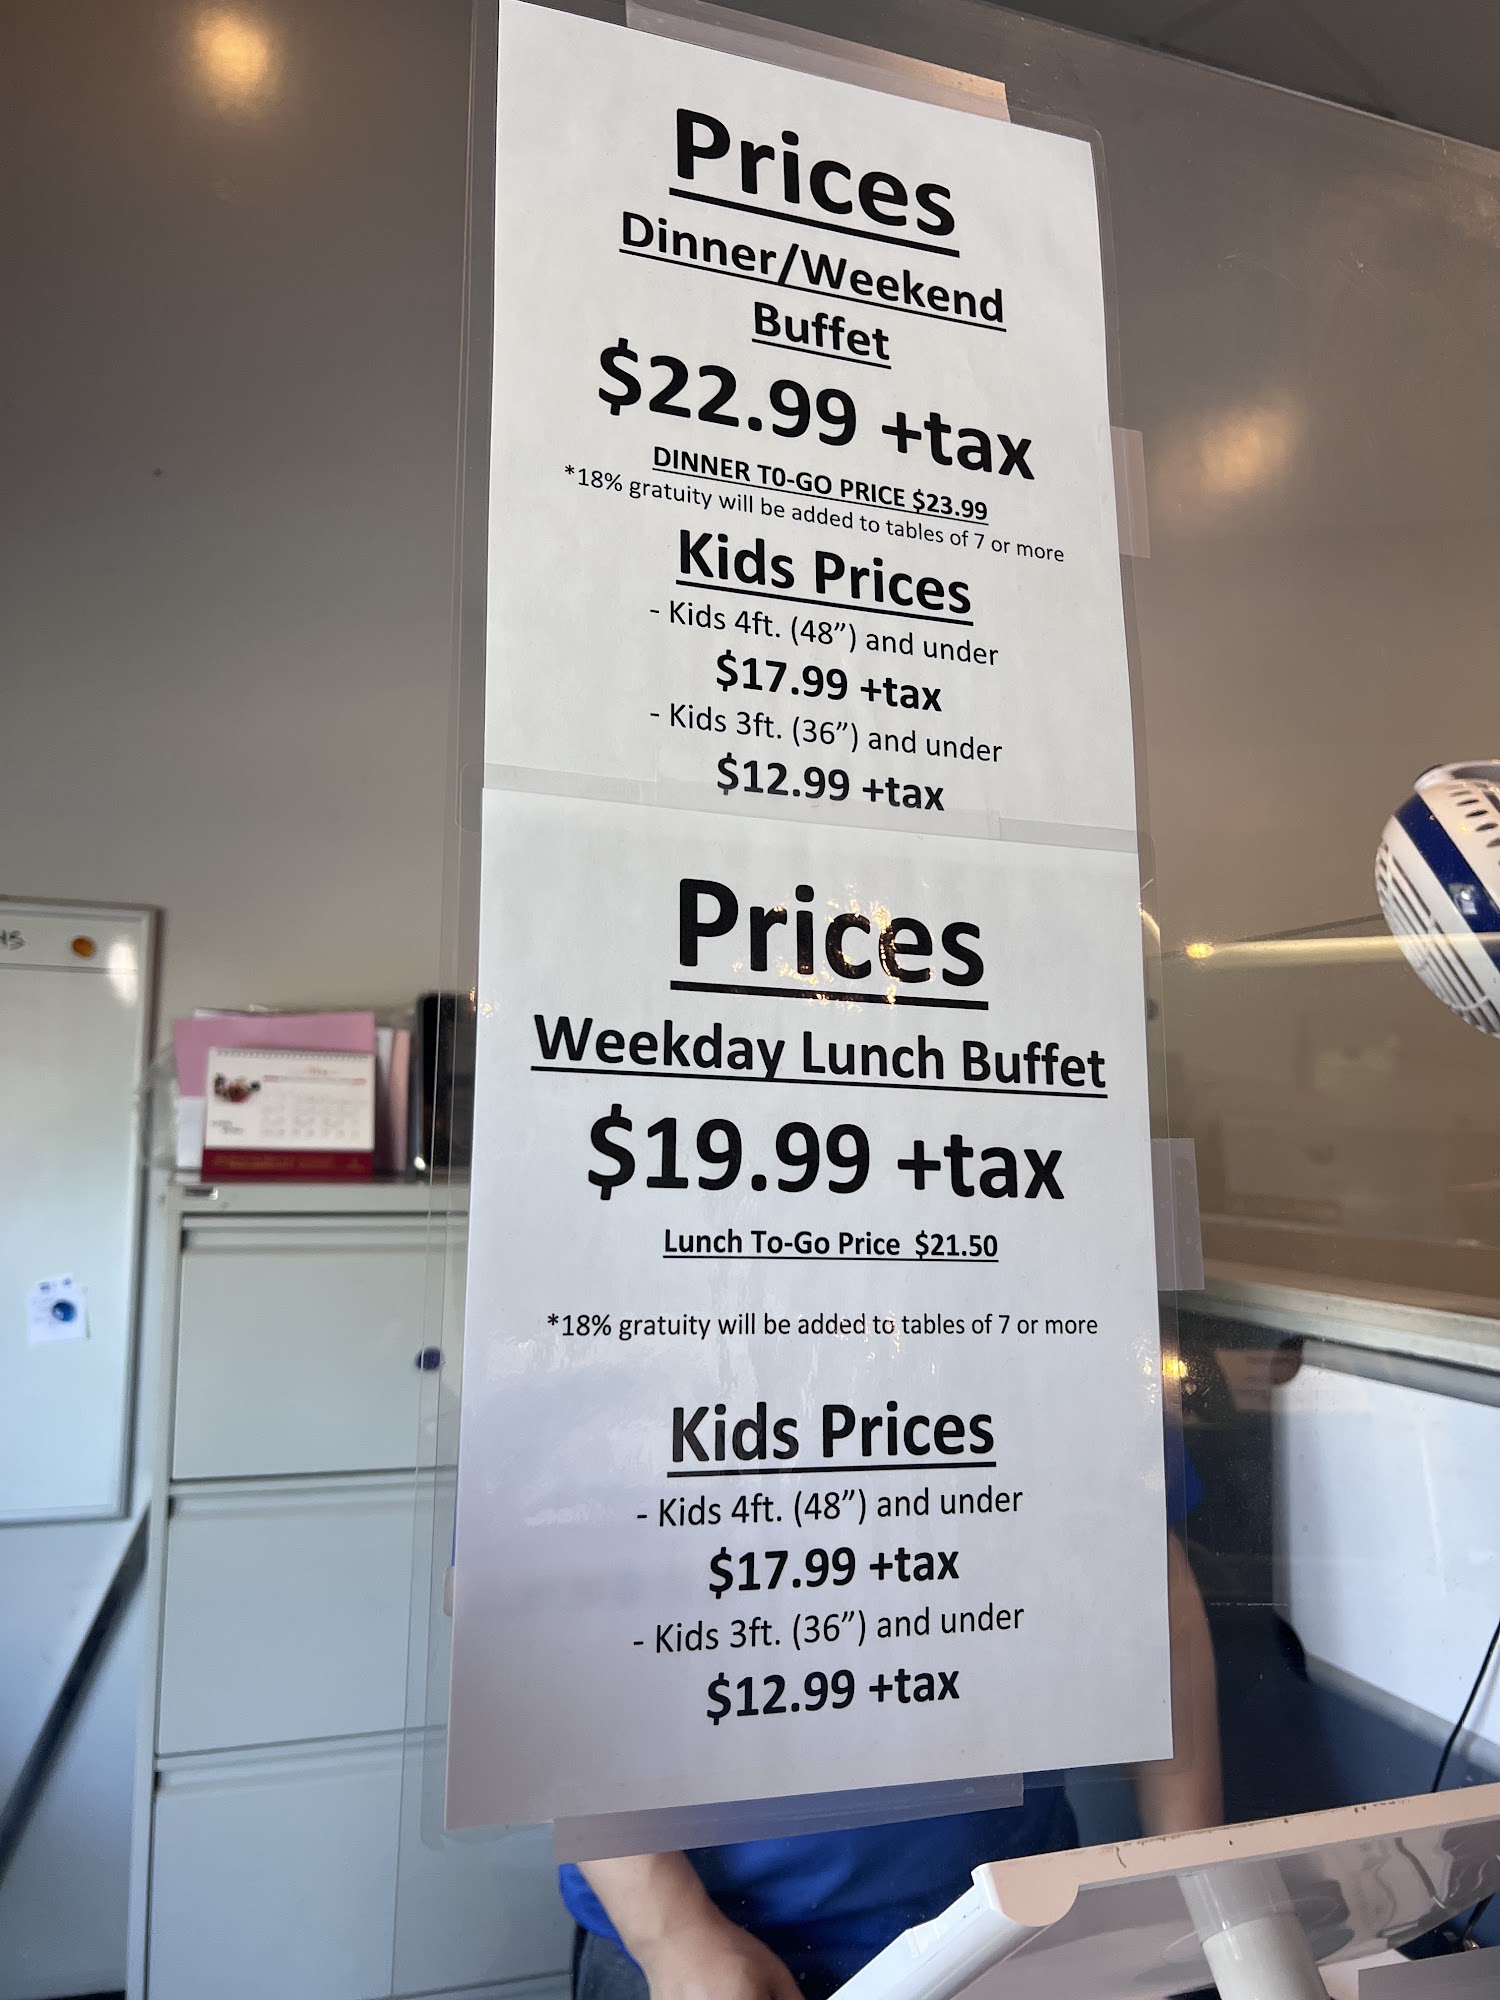 Prices
Dinner/Weekend
Buffet
$22.99 +tax
DINNER TO-GO PRICE $23.99
*18% gratuity will be added to tables of 7 or more
Kids Prices
- Kids 4ft. (48”) and under
$17.99 +tax
- Kids 3ft. (36”) and under
$12.99 +tax
Prices
Weekday Lunch Buffet
$19.99 +tax
Lunch To-Go Price $21.50
*18% gratuity will be added to tables of 7 or more
Kids Prices
- Kids 4ft. (48”) and under
$17.99 +tax
- Kids 3ft. (36”) and under
$12.99 +tax